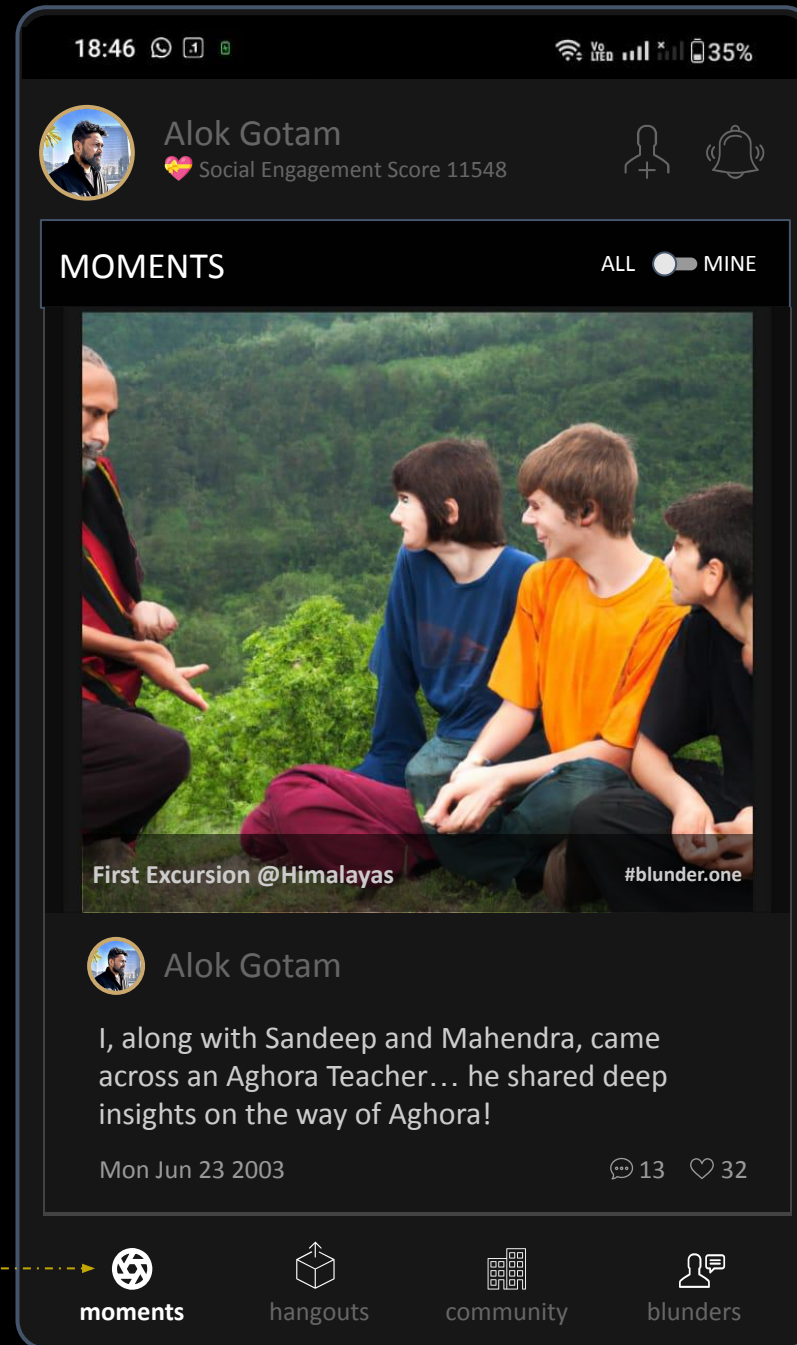 18:46
Vo
LTED
35%
Alok Gotam
Social Engagement Score 11548
MOMENTS
ALL MINE
First Excursion @Himalayas #blunder.one
Alok Gotam
I, along with Sandeep and Mahendra, came
across an Aghora Teacher... he shared deep
insights on the way of Aghora!
Mon Jun 23 2003 13 32
moments hangouts community blunders